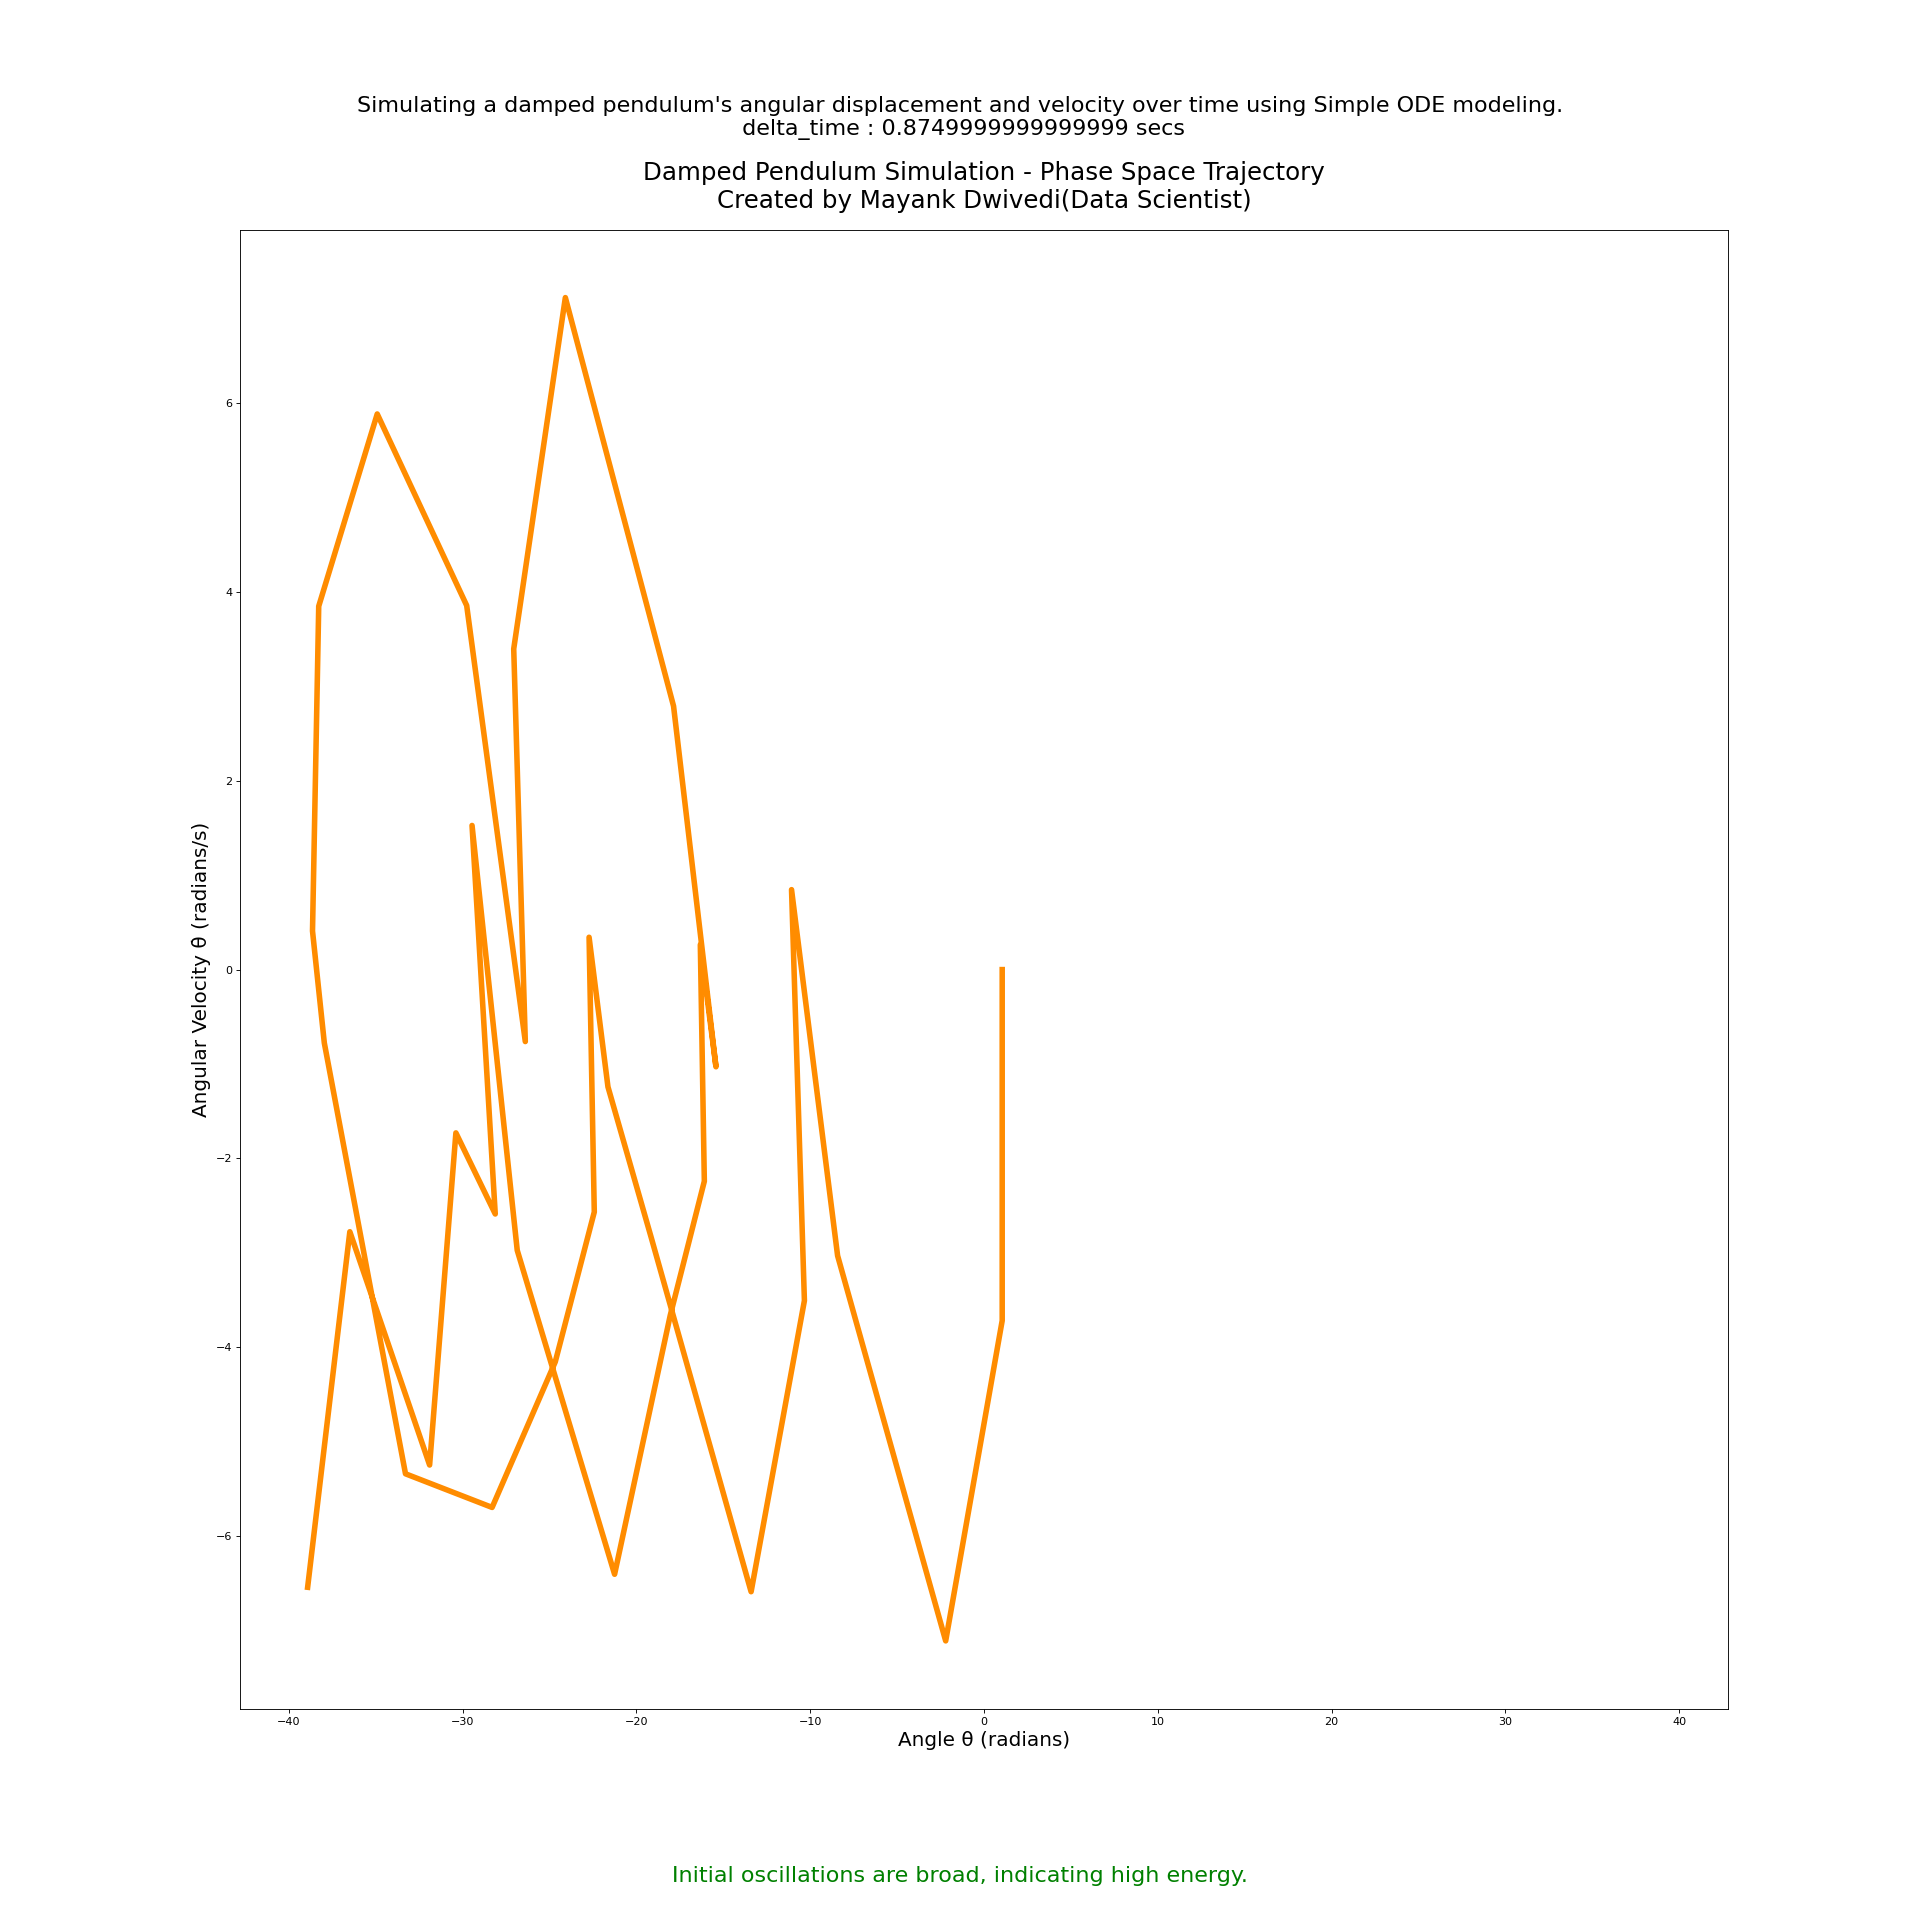 Simulating a damped pendulum's angular displacement and velocity over time using Simple ODE modeling.
delta_time : 0.8749999999999999 secs
Damped Pendulum Simulation - Phase Space Trajectory
Created by Mayank Dwivedi(Data Scientist)
Angular Velocity θ (radians/s)
6
4
2
0
−2
−4
−6
−40
−30
−20
−10
0
10
20
30
40
Angle θ (radians)
Initial oscillations are broad, indicating high energy.